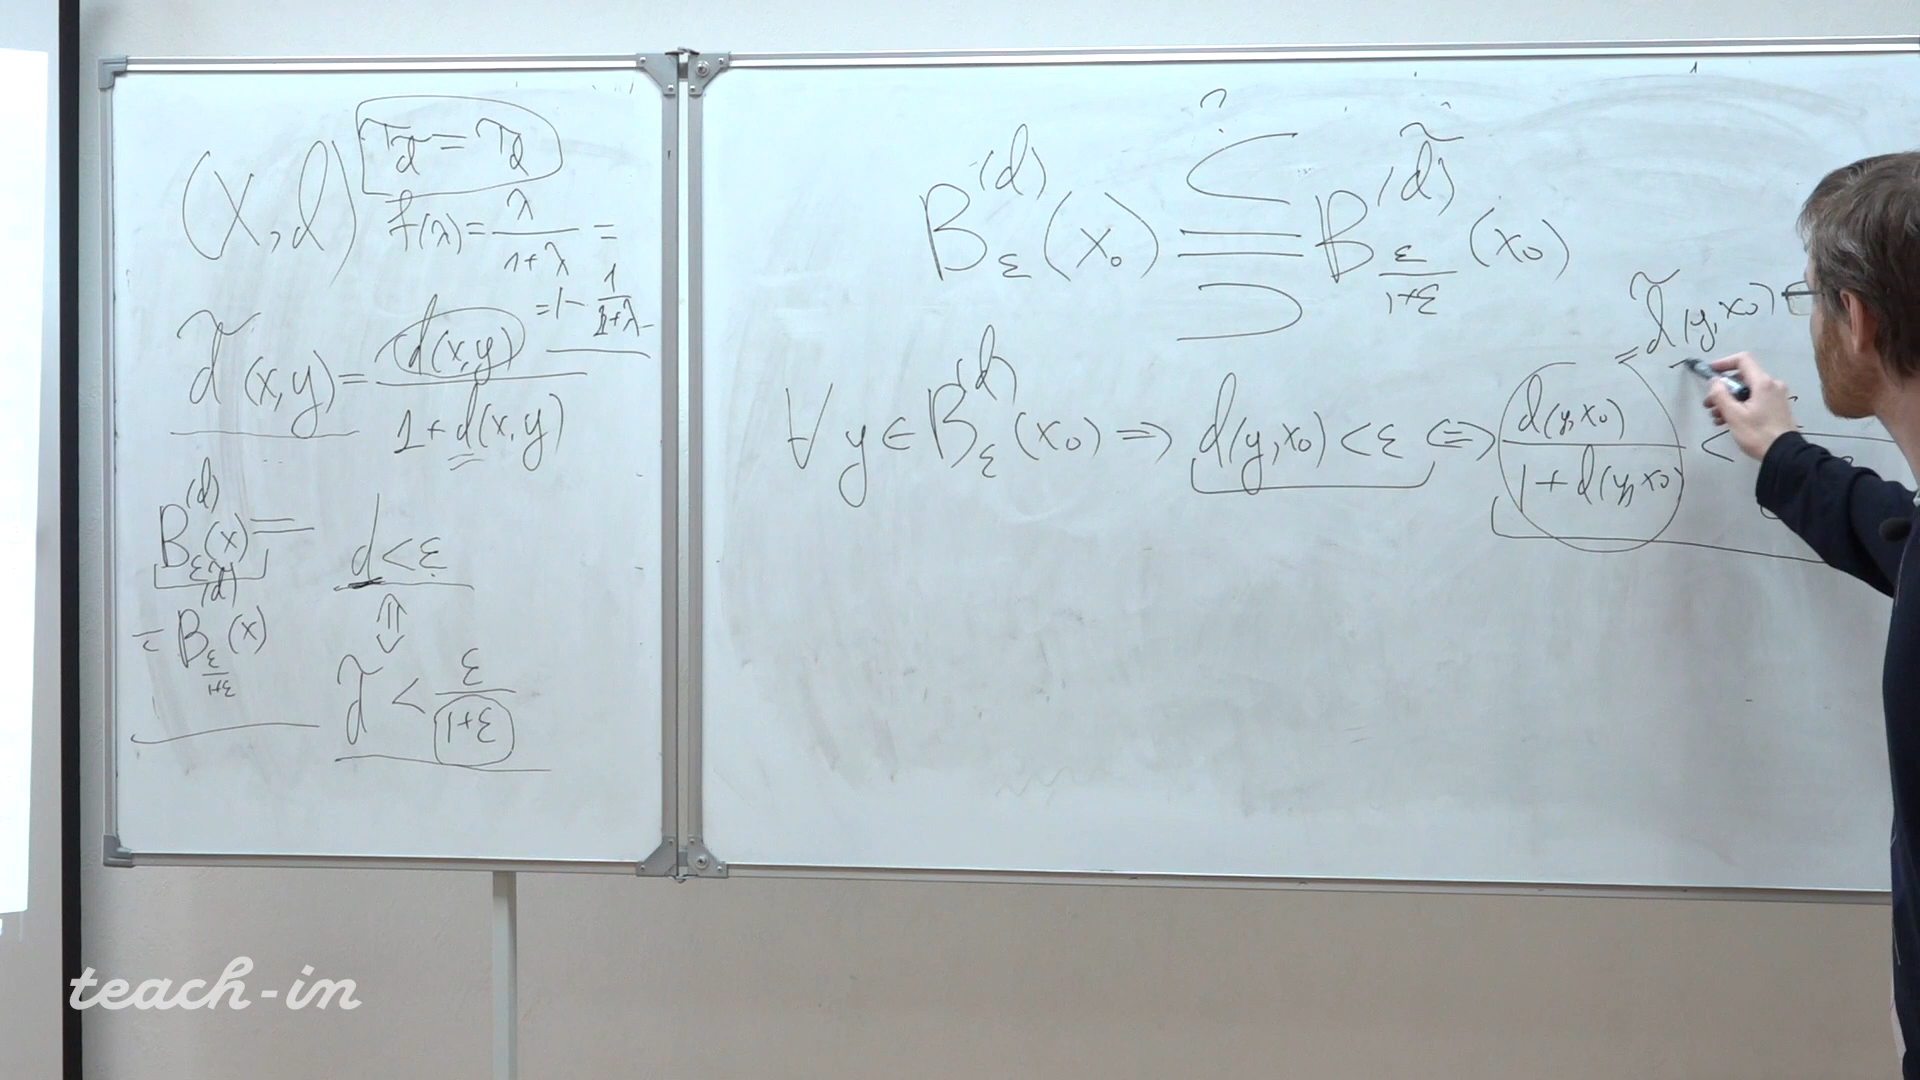 (X, d)
τ_d̃ = τ_d
f(λ) = λ/(1+λ) =
= 1 - 1/(1+λ)
d̃(x,y) = d(x,y)/(1+d(x,y))
B_ε^(d)(x) =
= B_{ε/(ε+1)}^(d̃)(x)
d < ε
⇕
d̃ < ε/(1+ε)
?
B_ε^(d)(x₀) ⊂ = ⊃ B_{ε/(1+ε)}^(d̃)(x₀)
∀ y ∈ B_ε^(d)(x₀) ⇒ d(y,x₀) < ε ⇔ d(y,x₀)/(1+d(y,x₀)) <
= d̃(y,x₀)
teach-in